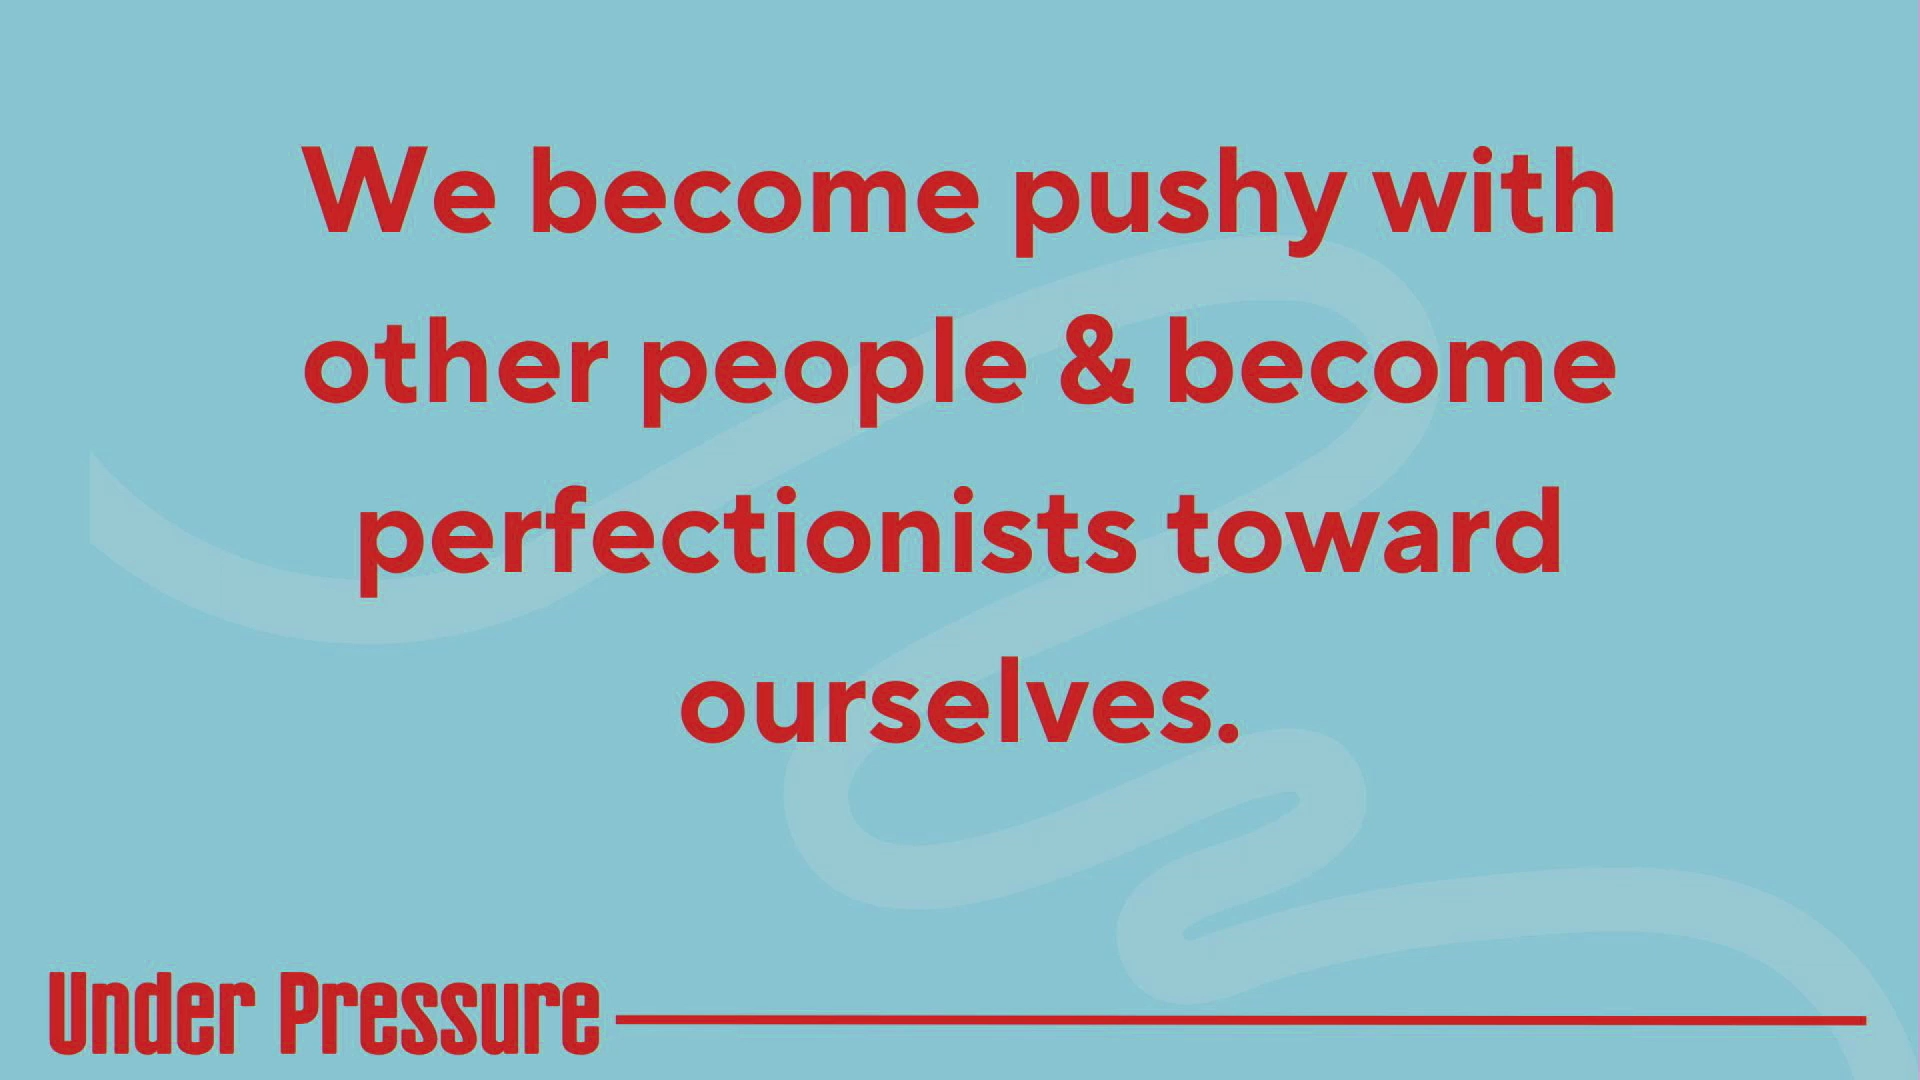 We become pushy with
other people & become
perfectionists toward
ourselves.
Under Pressure